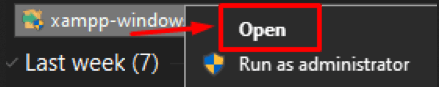 xampp-window
Open
Last week (7)
Run as administrator